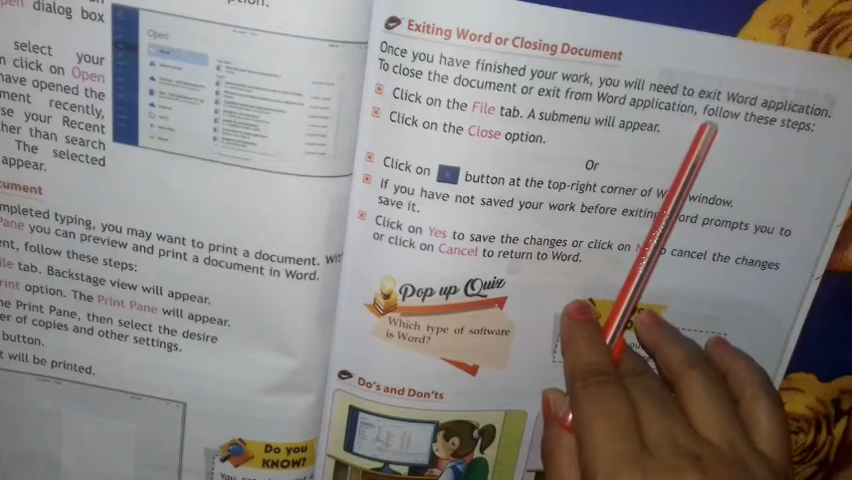 option.
dialog box
select your
click on Open
have opened the
ment recently,
se your Recent
her than search
The selected
appear.
Open
cument
mpleted typing, you may want to print a document.
Pane you can preview and print a document in Word.
ent, follow these steps:
ile tab. Backstage view will appear.
rint option. The Print Pane will appear.
he Print Pane, then select the desire
er of copies and other settings.
button.
t will be printed.
Do you
KNOW?
Exiting Word or Closing Document
Once you have finished your work, you will need to exit Word application.
To close the document or exit from Word application, follow these steps:
Click on the File tab. A submenu will appear.
Click on the Close option.
Or
Click on button at the top-right corner of window.
If you have not saved your work before exiting ord prompts you to
save it.
Click on Yes to save the changes or click on to cancel the changes
or click on Cancel to return to Word.
Pop up Quiz
Which type of software
is Word?
Do's and Don'ts